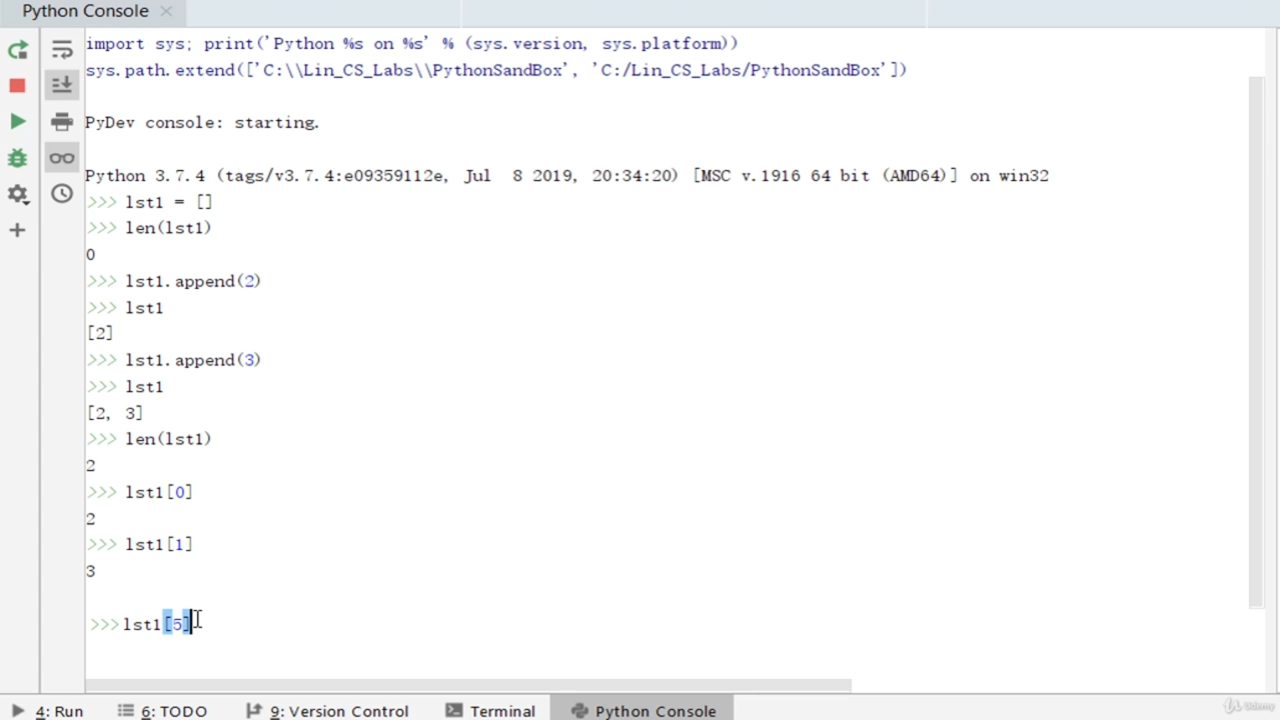 Python Console
import sys; print('Python %s on %s' % (sys.version, sys.platform))
sys.path.extend(['C:\\Lin_CS_Labs\\PythonSandBox', 'C:/Lin_CS_Labs/PythonSandBox'])
PyDev console: starting.
Python 3.7.4 (tags/v3.7.4:e09359112e, Jul  8 2019, 20:34:20) [MSC v.1916 64 bit (AMD64)] on win32
>>> lst1 = []
>>> len(lst1)
0
>>> lst1.append(2)
>>> lst1
[2]
>>> lst1.append(3)
>>> lst1
[2, 3]
>>> len(lst1)
2
>>> lst1[0]
2
>>> lst1[1]
3
>>>lst1[5]
4: Run 6: TODO 9: Version Control Terminal Python Console
Udemy